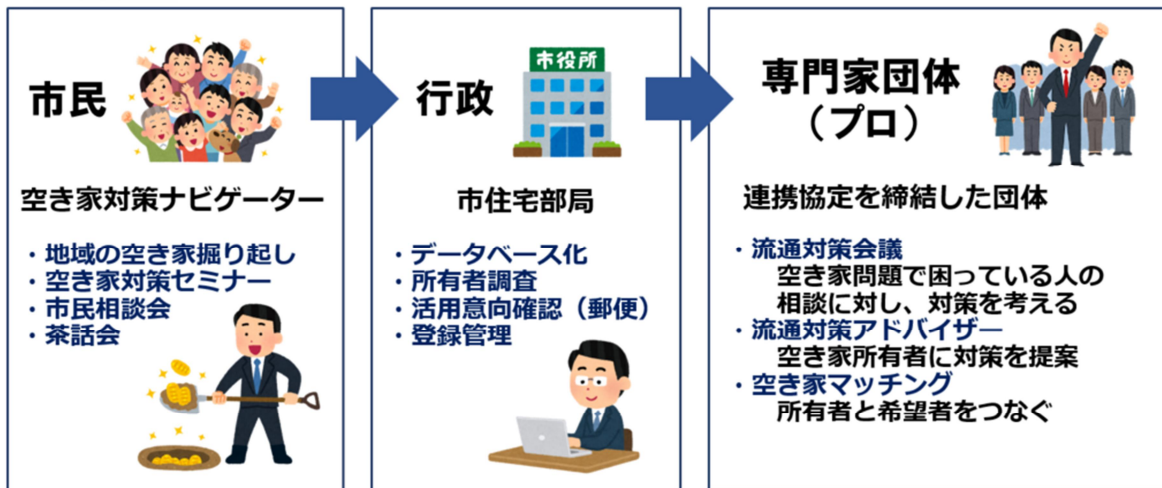 市民
空き家対策ナビゲーター
・地域の空き家掘り起し
・空き家対策セミナー
・市民相談会
・茶話会
行政
市役所
市住宅部局
・データベース化
・所有者調査
・活用意向確認（郵便）
・登録管理
専門家団体
（プロ）
連携協定を締結した団体
・流通対策会議
空き家問題で困っている人の
相談に対し、対策を考える
・流通対策アドバイザー
空き家所有者に対策を提案
・空き家マッチング
所有者と希望者をつなぐ